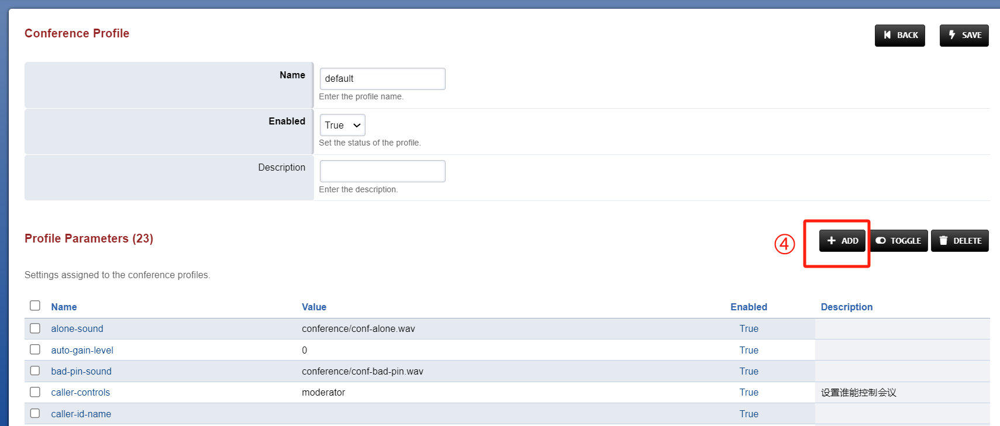 Conference Profile
BACK
SAVE
Name
default
Enter the profile name.
Enabled
True
Set the status of the profile.
Description
Enter the description.
Profile Parameters (23)
④
ADD
TOGGLE
DELETE
Settings assigned to the conference profiles.
Name Value Enabled Description
alone-sound conference/conf-alone.wav True
auto-gain-level 0 True
bad-pin-sound conference/conf-bad-pin.wav True
caller-controls moderator True 设置谁能控制会议
caller-id-name True